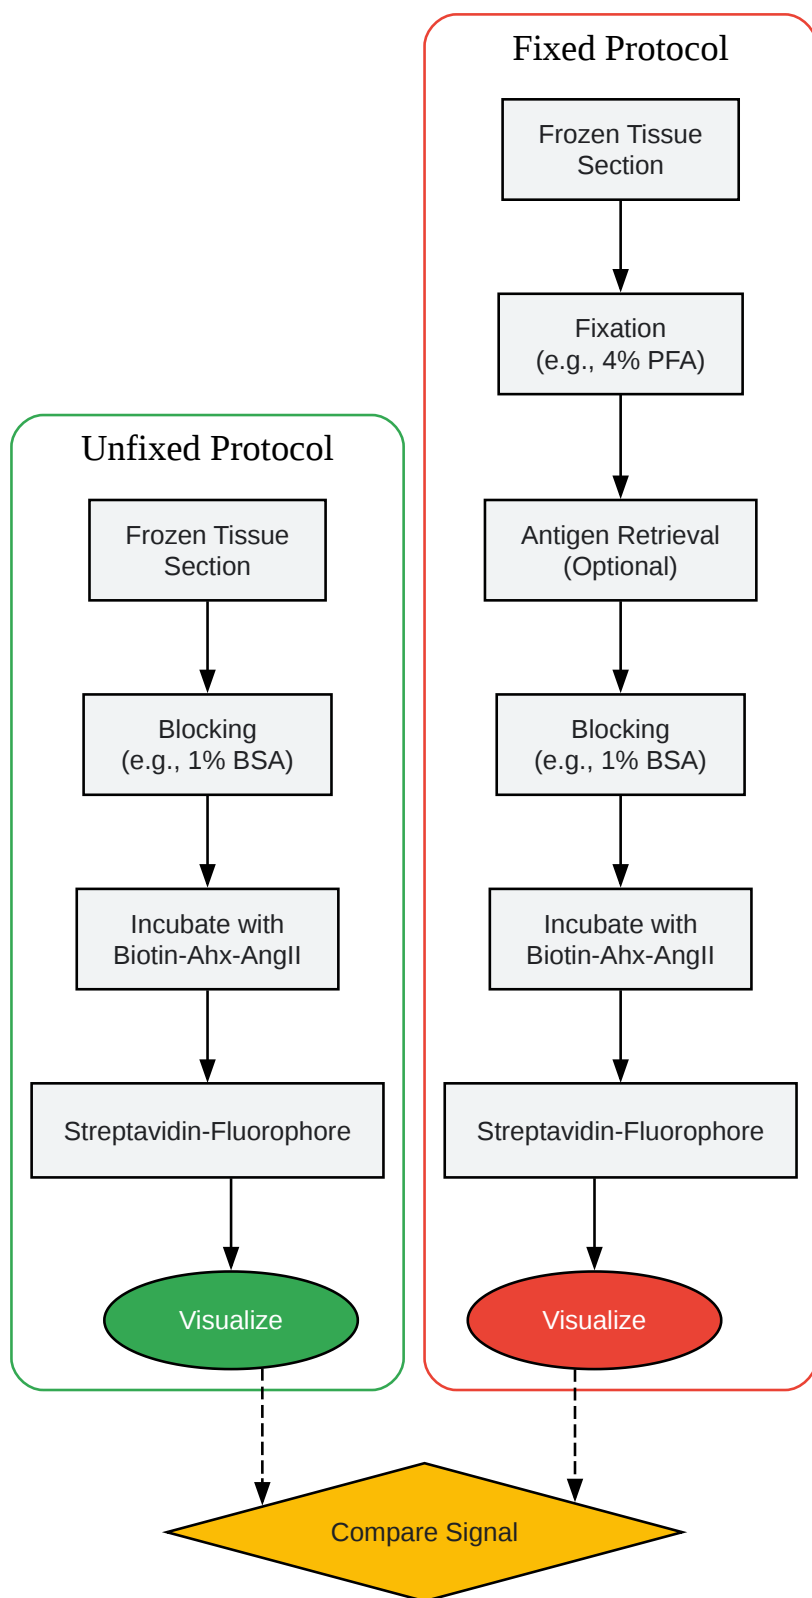 Unfixed Protocol
Frozen Tissue
Section
Blocking
(e.g., 1% BSA)
Incubate with
Biotin-Ahx-AngII
Streptavidin-Fluorophore
Visualize
Fixed Protocol
Frozen Tissue
Section
Fixation
(e.g., 4% PFA)
Antigen Retrieval
(Optional)
Blocking
(e.g., 1% BSA)
Incubate with
Biotin-Ahx-AngII
Streptavidin-Fluorophore
Visualize
Compare Signal